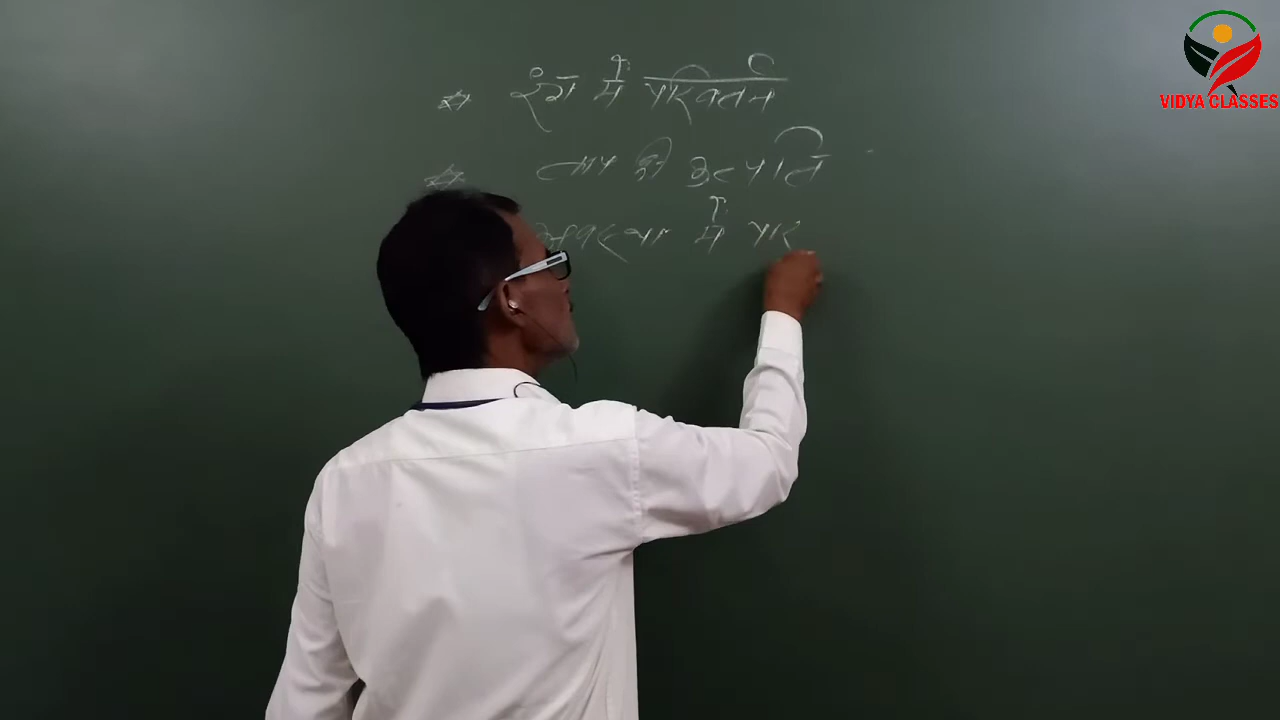 VIDYA CLASSES
☆ रंग में परिवर्तन
☆ ताप की उत्पत्ति
अवस्था में परि